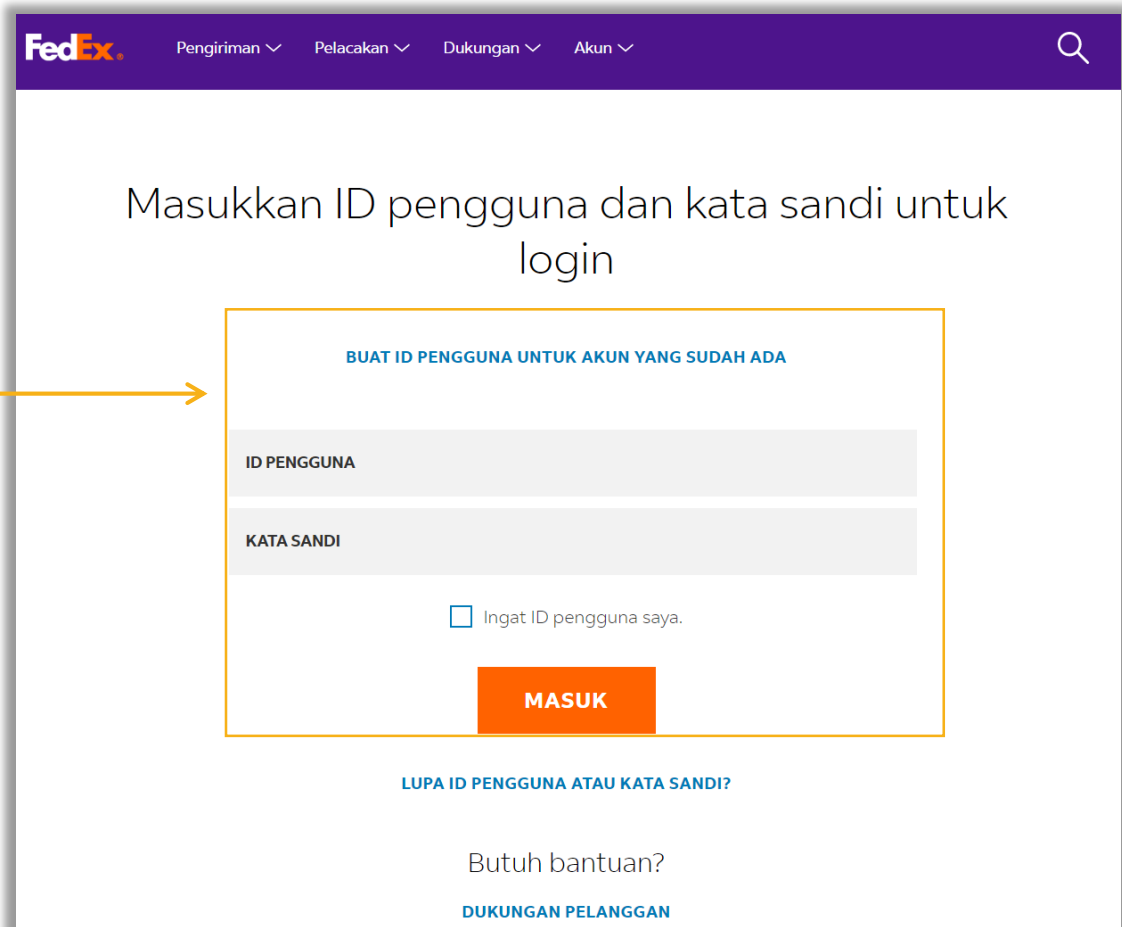 FedEx®
Pengiriman
Pelacakan
Dukungan
Akun
Masukkan ID pengguna dan kata sandi untuk
login
BUAT ID PENGGUNA UNTUK AKUN YANG SUDAH ADA
ID PENGGUNA
KATA SANDI
Ingat ID pengguna saya.
MASUK
LUPA ID PENGGUNA ATAU KATA SANDI?
Butuh bantuan?
DUKUNGAN PELANGGAN